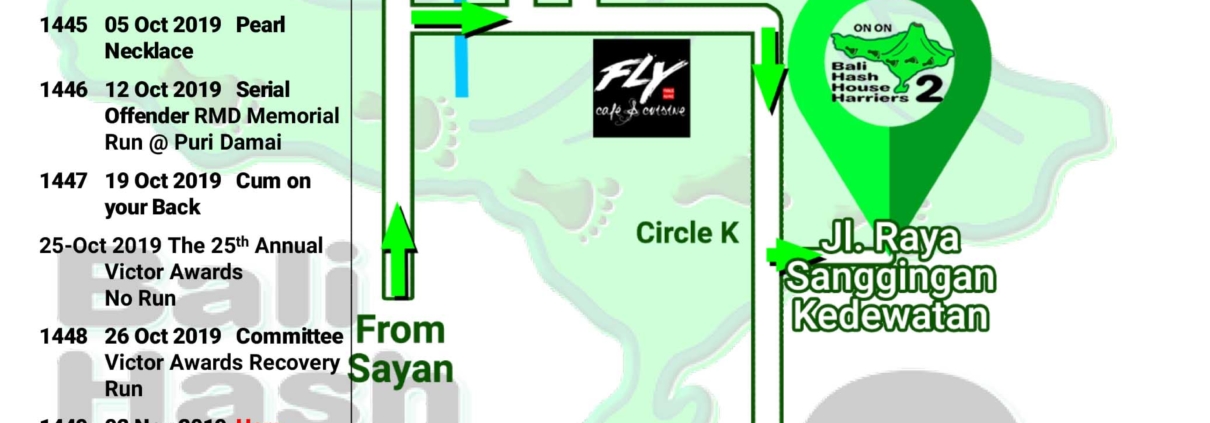 1445 05 Oct 2019 Pearl
Necklace
1446 12 Oct 2019 Serial
Offender RMD Memorial
Run @ Puri Damai
1447 19 Oct 2019 Cum on
your Back
25-Oct 2019 The 25th Annual
Victor Awards
No Run
1448 26 Oct 2019 Committee
Victor Awards Recovery
Run
From
Sayan
FLY
cafe & cuisine
Circle K
ON ON
Bali
Hash
House
Harriers 2
Jl. Raya
Sanggingan
Kedewatan
Bali
Hash